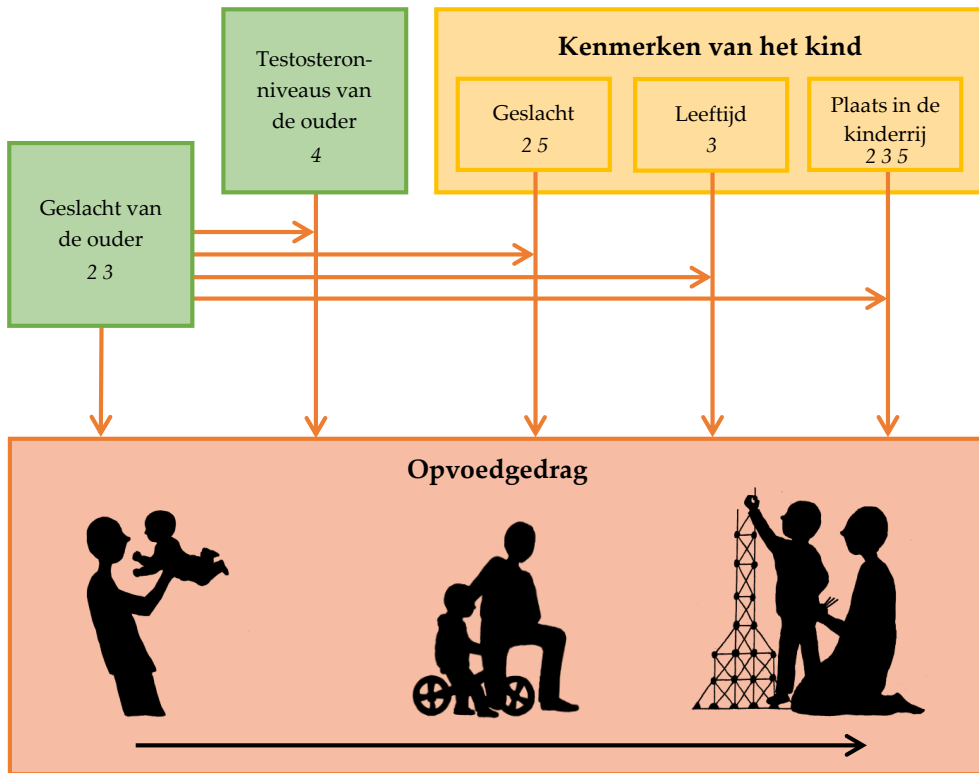 Testosteron-
niveaus van
de ouder
4
Kenmerken van het kind
Geslacht
2 5
Leeftijd
3
Plaats in de
kinderrij
2 3 5
Geslacht van
de ouder
2 3
Opvoedgedrag